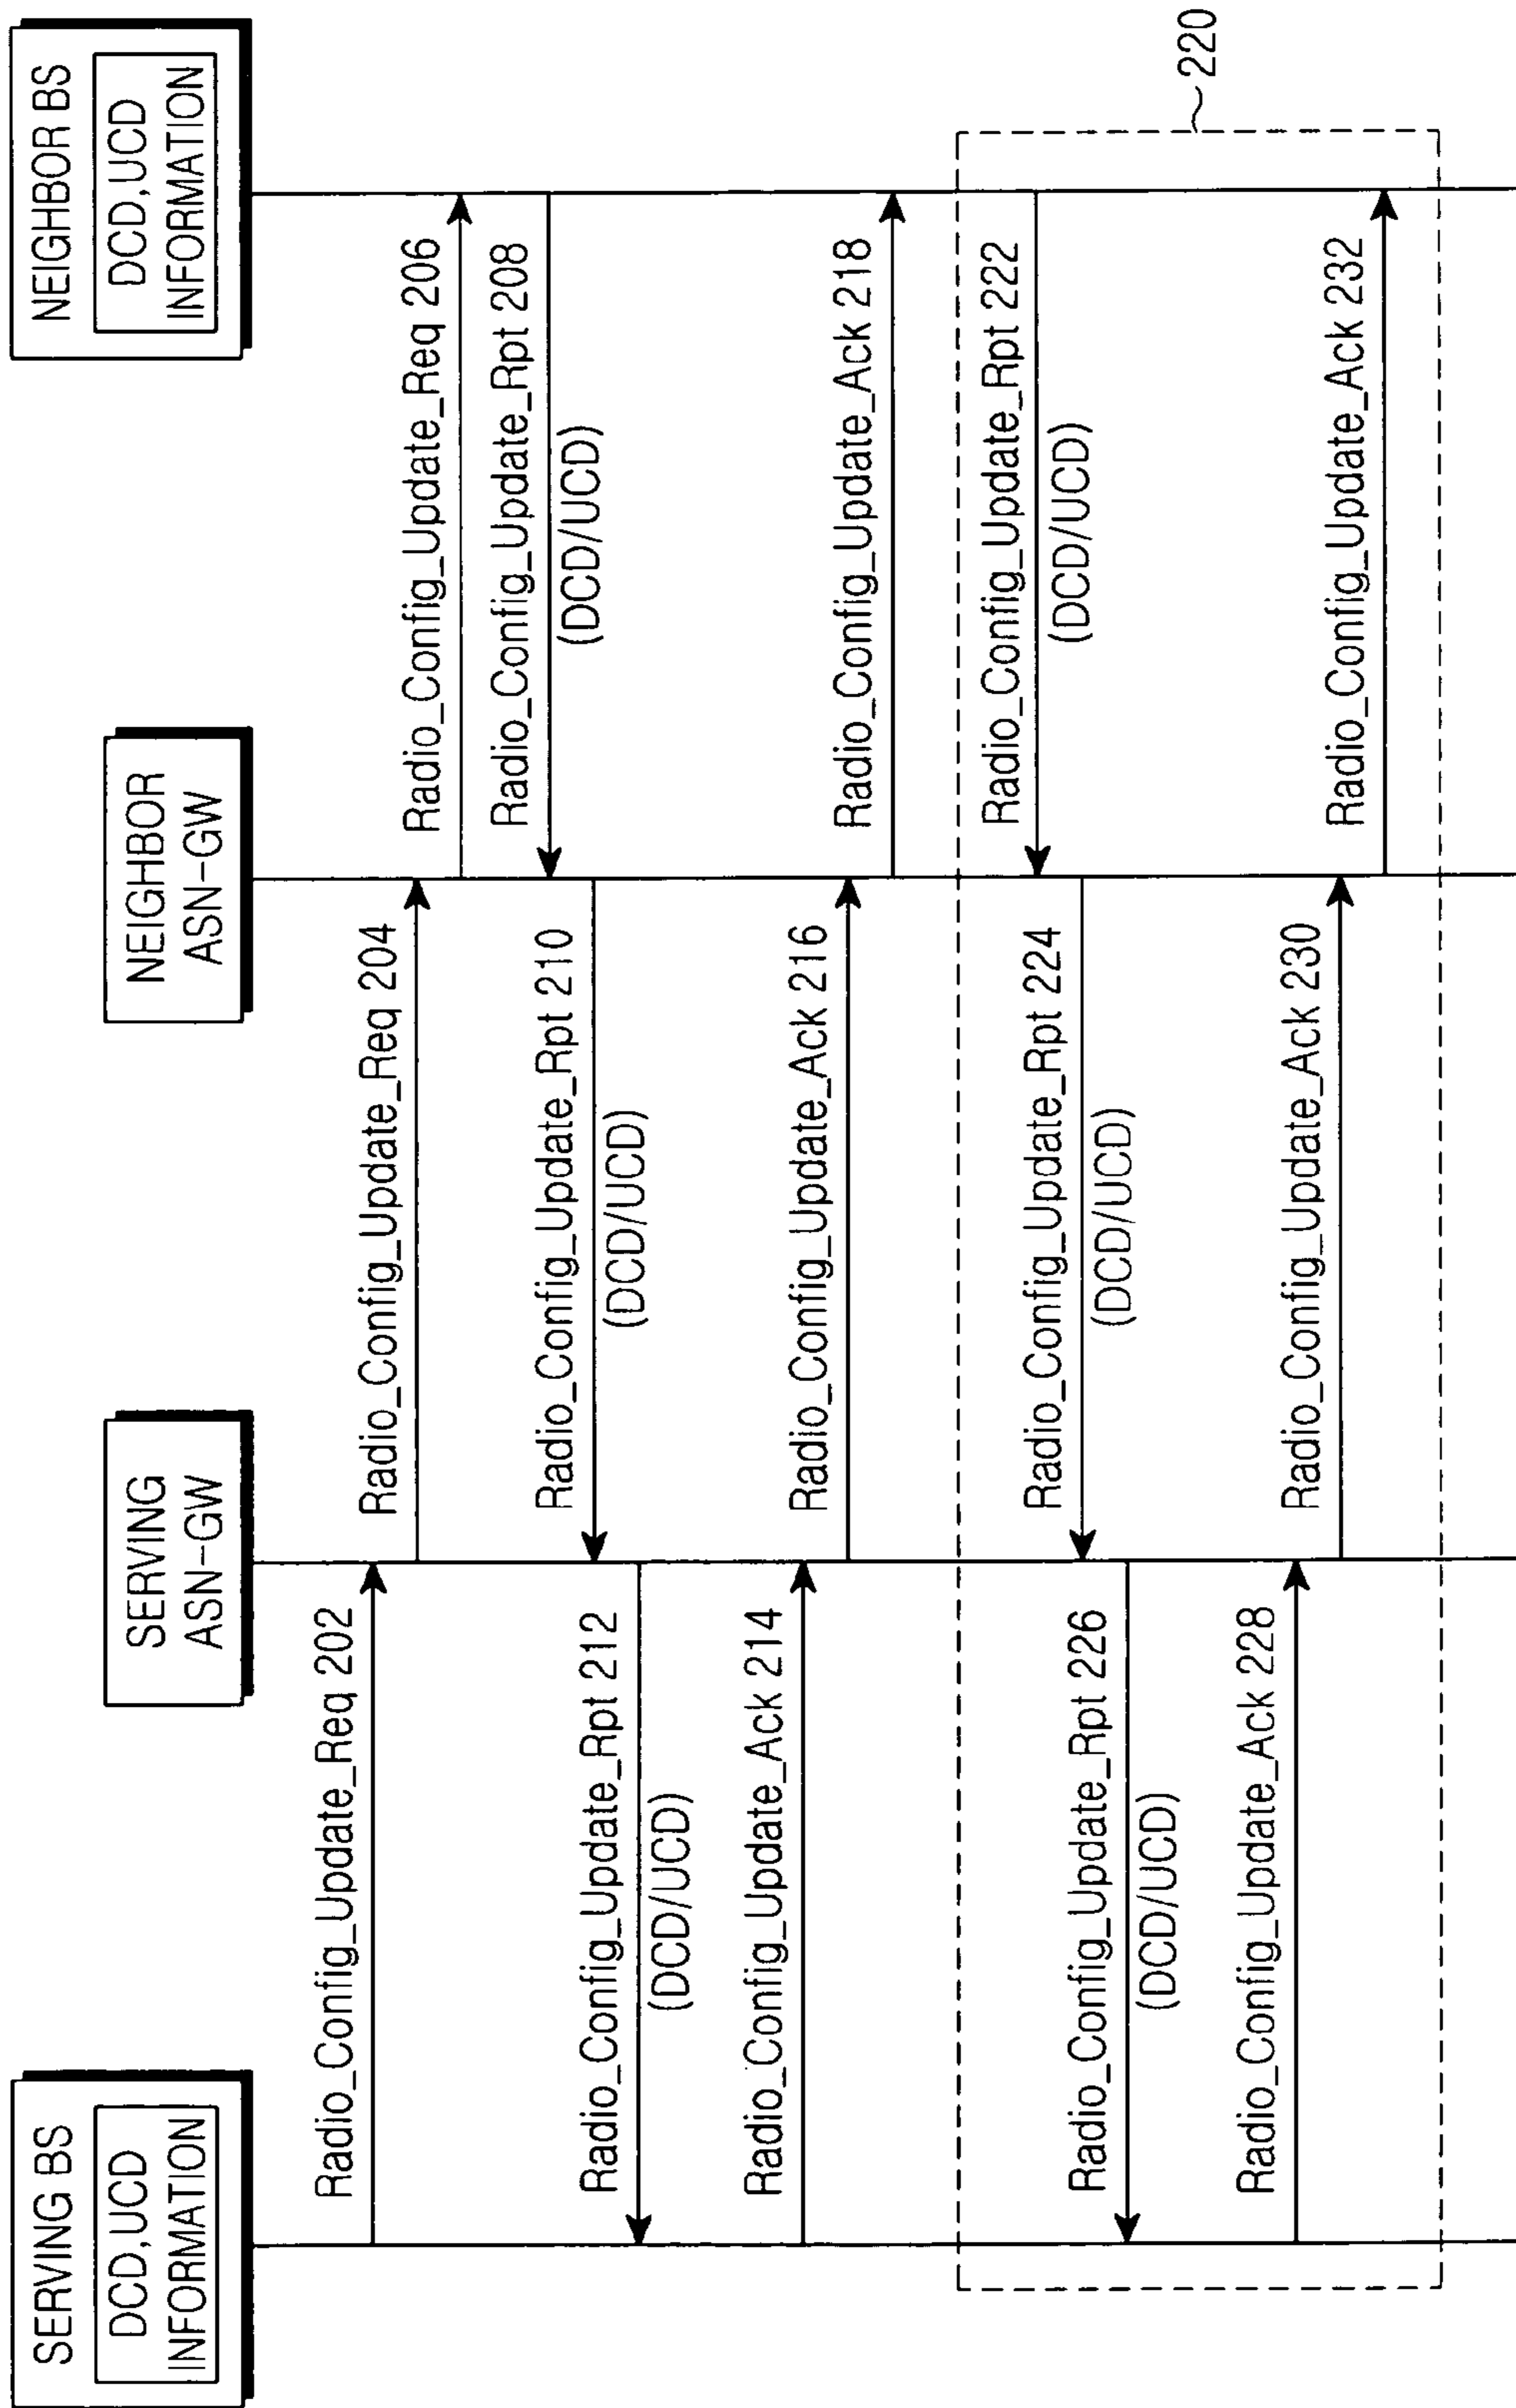 SERVING BS
DCD,UCD
INFORMATION
SERVING
ASN-GW
NEIGHBOR
ASN-GW
NEIGHBOR BS
DCD,UCD
INFORMATION
Radio_Config_Update_Req 202
Radio_Config_Update_Req 204
Radio_Config_Update_Req 206
Radio_Config_Update_Rpt 208
(DCD/UCD)
Radio_Config_Update_Rpt 210
(DCD/UCD)
Radio_Config_Update_Rpt 212
(DCD/UCD)
Radio_Config_Update_Ack 214
Radio_Config_Update_Ack 216
Radio_Config_Update_Ack 218
220
Radio_Config_Update_Rpt 222
(DCD/UCD)
Radio_Config_Update_Rpt 224
(DCD/UCD)
Radio_Config_Update_Rpt 226
(DCD/UCD)
Radio_Config_Update_Ack 228
Radio_Config_Update_Ack 230
Radio_Config_Update_Ack 232